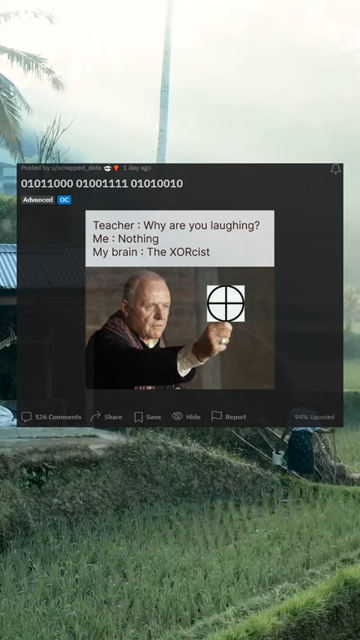 Posted by u/scrapped_data 1 day ago
01011000 01001111 01010010
Advanced OC
Teacher : Why are you laughing?
Me : Nothing
My brain : The XORcist
126 Comments Share Save Hide Report 94% Upvoted